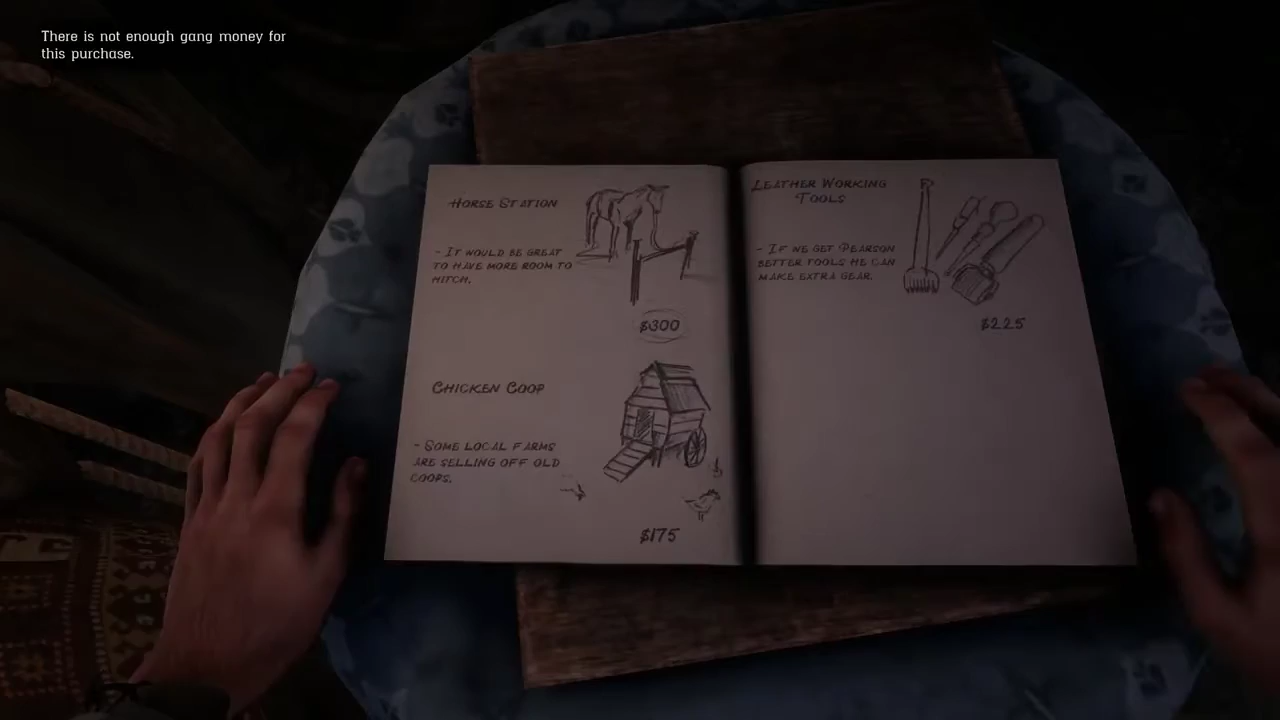 There is not enough gang money for
this purchase.
Horse Station
- It would be great
to have more room to
hitch.
$300
Chicken Coop
- Some local farms
are selling off old
coops.
$175
Leather Working
Tools
- If we get Pearson
better tools he can
make extra gear.
$225